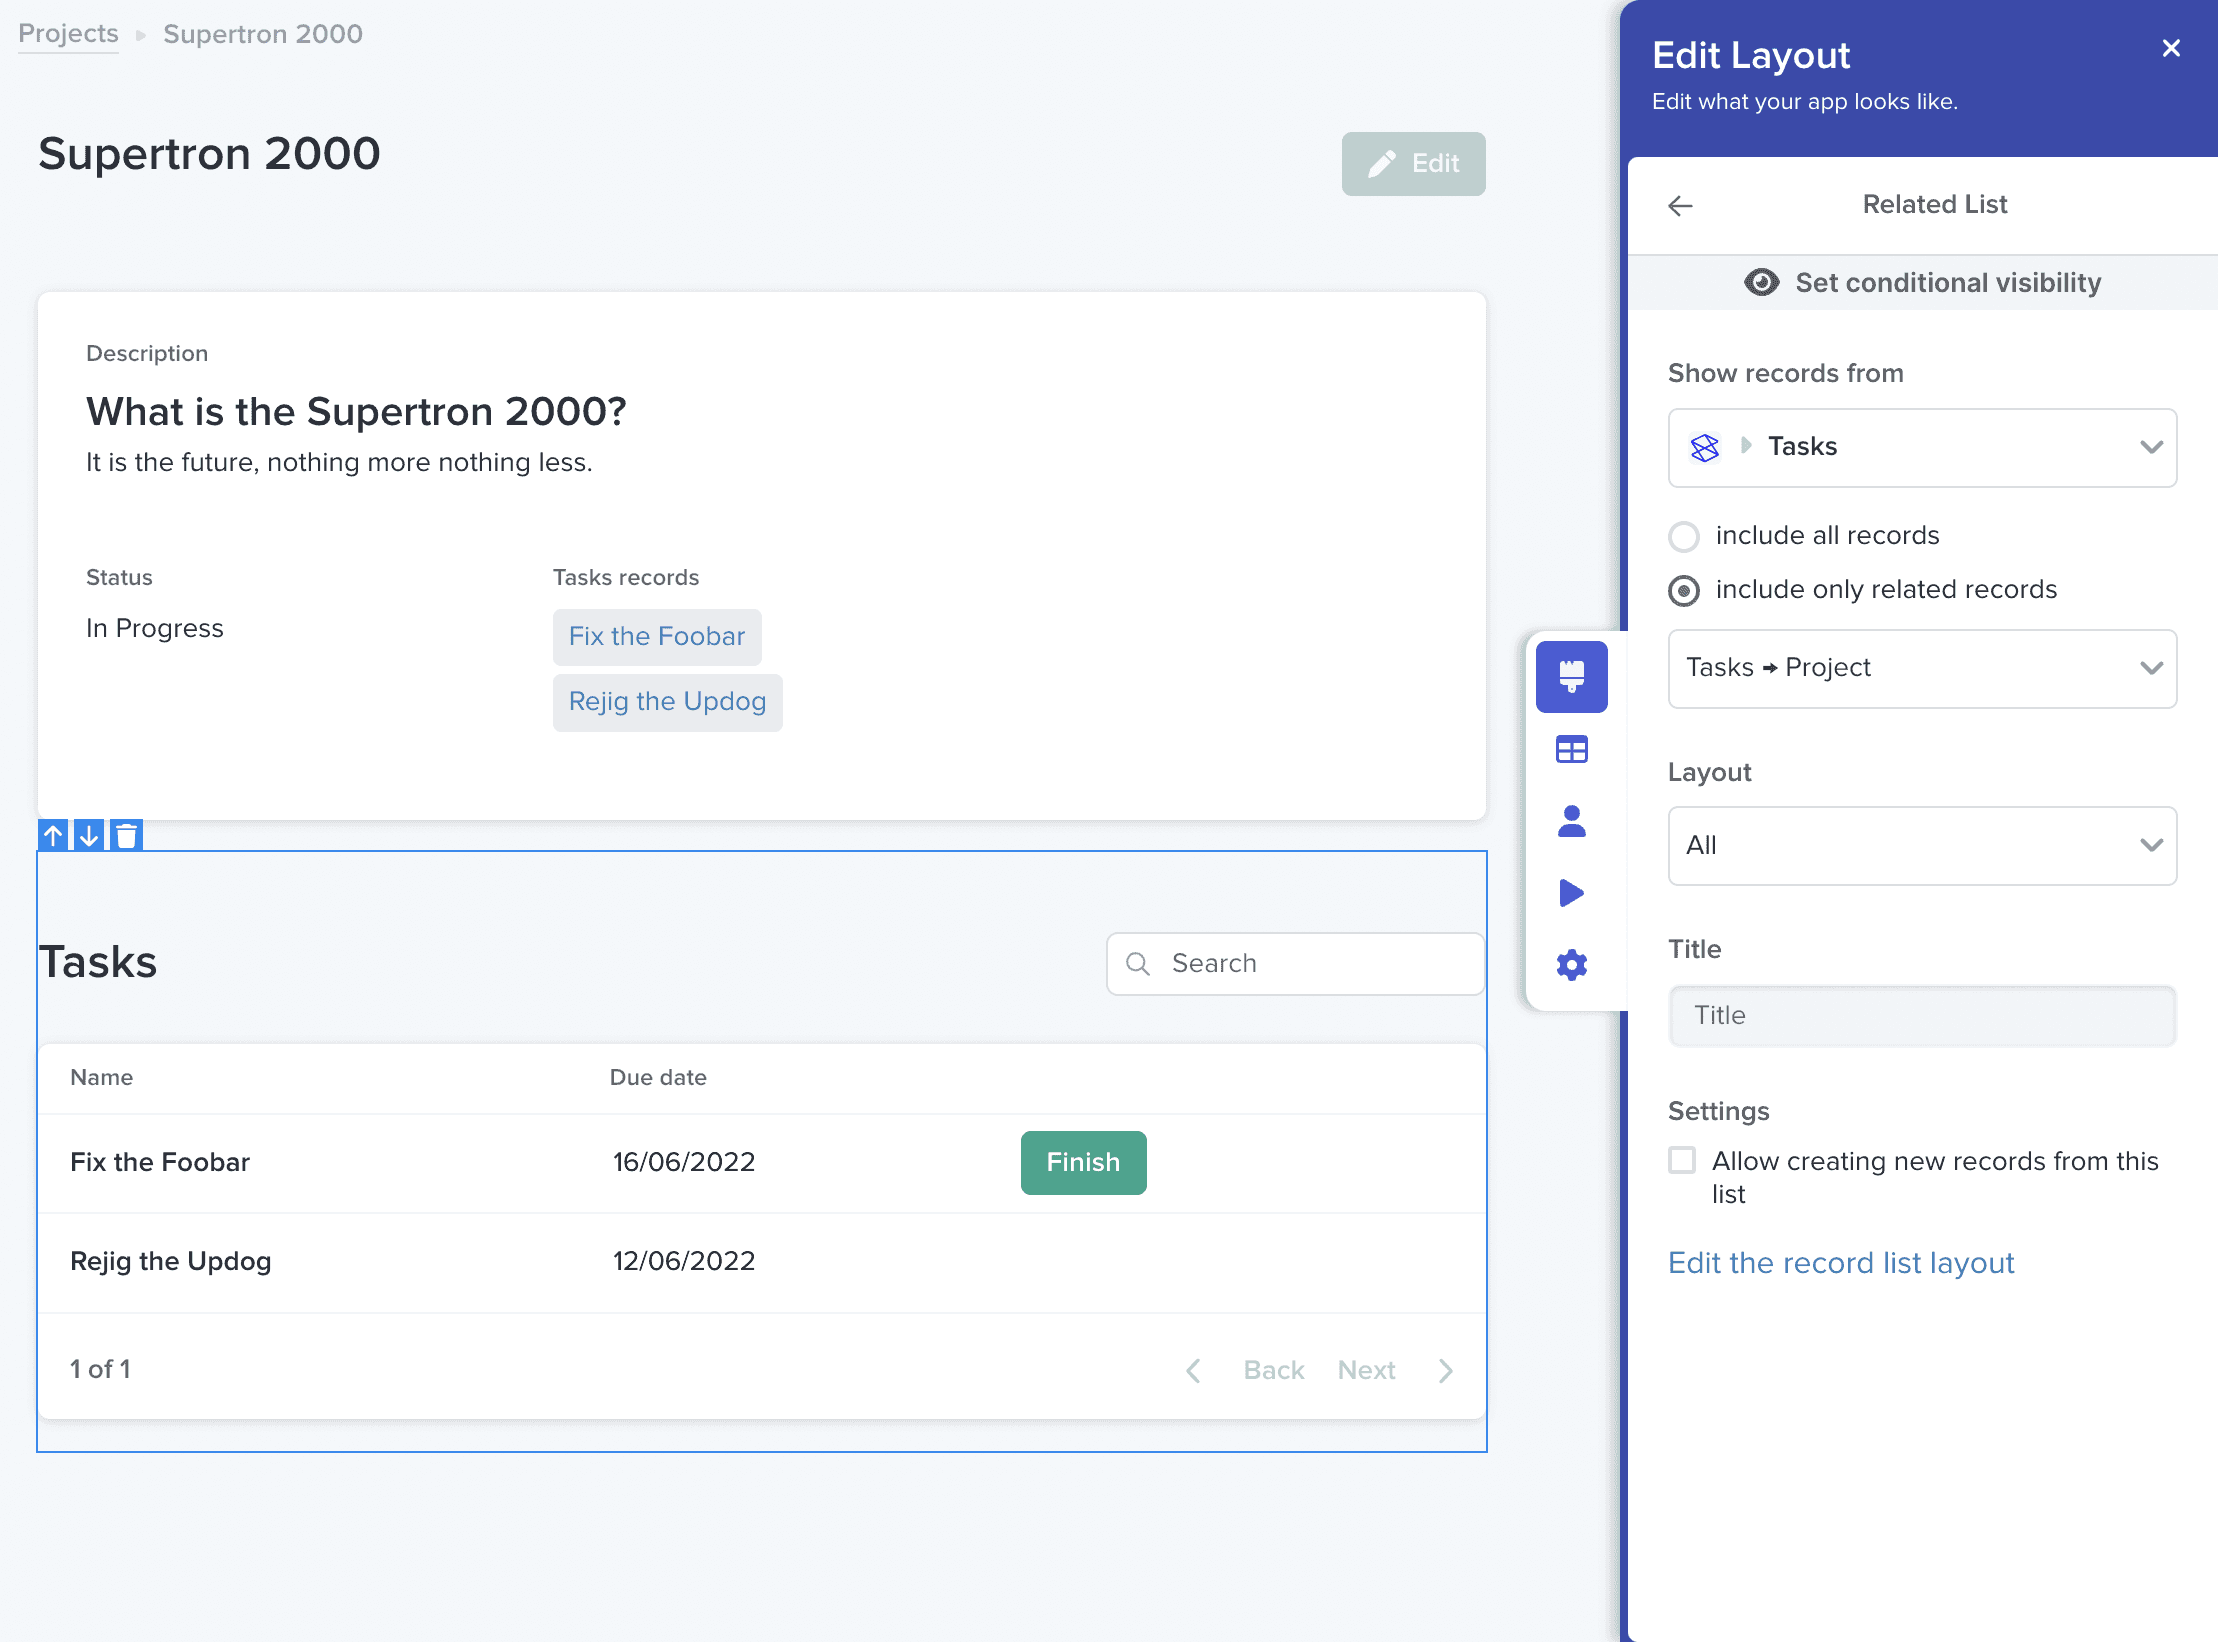 Projects
Supertron 2000
Supertron 2000
Edit
Description
What is the Supertron 2000?
It is the future, nothing more nothing less.
Status
Tasks records
In Progress
Fix the Foobar
Rejig the Updog
Tasks
Search
Name
Due date
Fix the Foobar
16/06/2022
Finish
Rejig the Updog
12/06/2022
1 of 1
Back
Next
Edit Layout
Edit what your app looks like.
Related List
Set conditional visibility
Show records from
Tasks
include all records
include only related records
Tasks → Project
Layout
All
Title
Title
Settings
Allow creating new records from this
list
Edit the record list layout